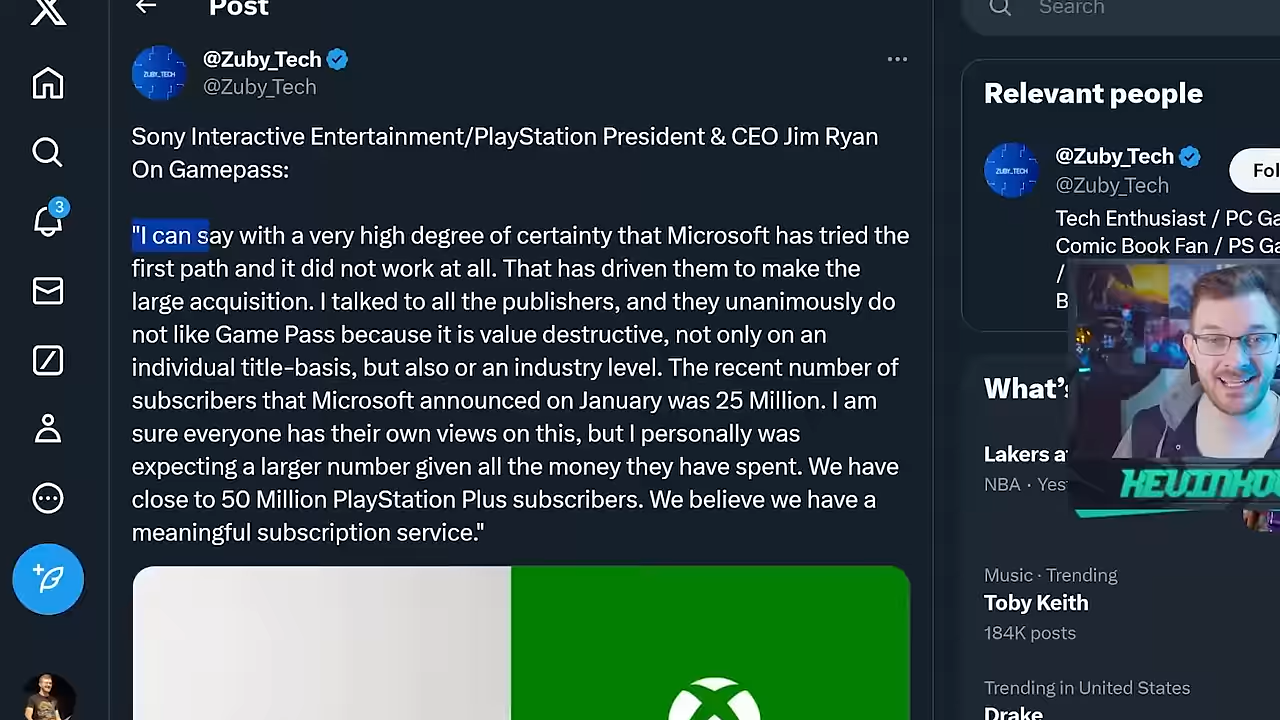 Post
@Zuby_Tech
@Zuby_Tech
Sony Interactive Entertainment/PlayStation President & CEO Jim Ryan
On Gamepass:
"I can say with a very high degree of certainty that Microsoft has tried the
first path and it did not work at all. That has driven them to make the
large acquisition. I talked to all the publishers, and they unanimously do
not like Game Pass because it is value destructive, not only on an
individual title-basis, but also or an industry level. The recent number of
subscribers that Microsoft announced on January was 25 Million. I am
sure everyone has their own views on this, but I personally was
expecting a larger number given all the money they have spent. We have
close to 50 Million PlayStation Plus subscribers. We believe we have a
meaningful subscription service."
3
ZUBY_TECH
Search
Relevant people
ZUBY_TECH
@Zuby_Tech
@Zuby_Tech
Fol
Tech Enthusiast / PC Ga
Comic Book Fan / PS Ga
/
B
What's
Lakers a
NBA · Yes
KEVINKO
Music · Trending
Toby Keith
184K posts
Trending in United States
Drake